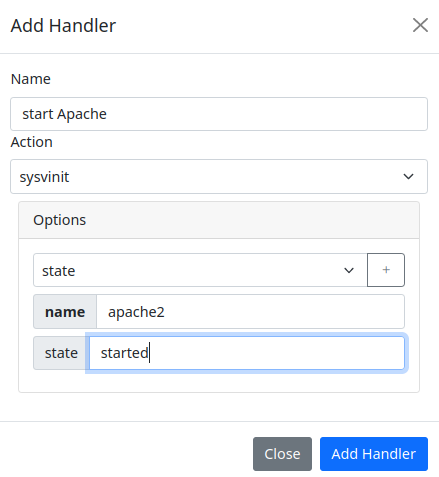 Add Handler
Name
start Apache
Action
sysvinit
Options
state
+
name apache2
state started
Close Add Handler